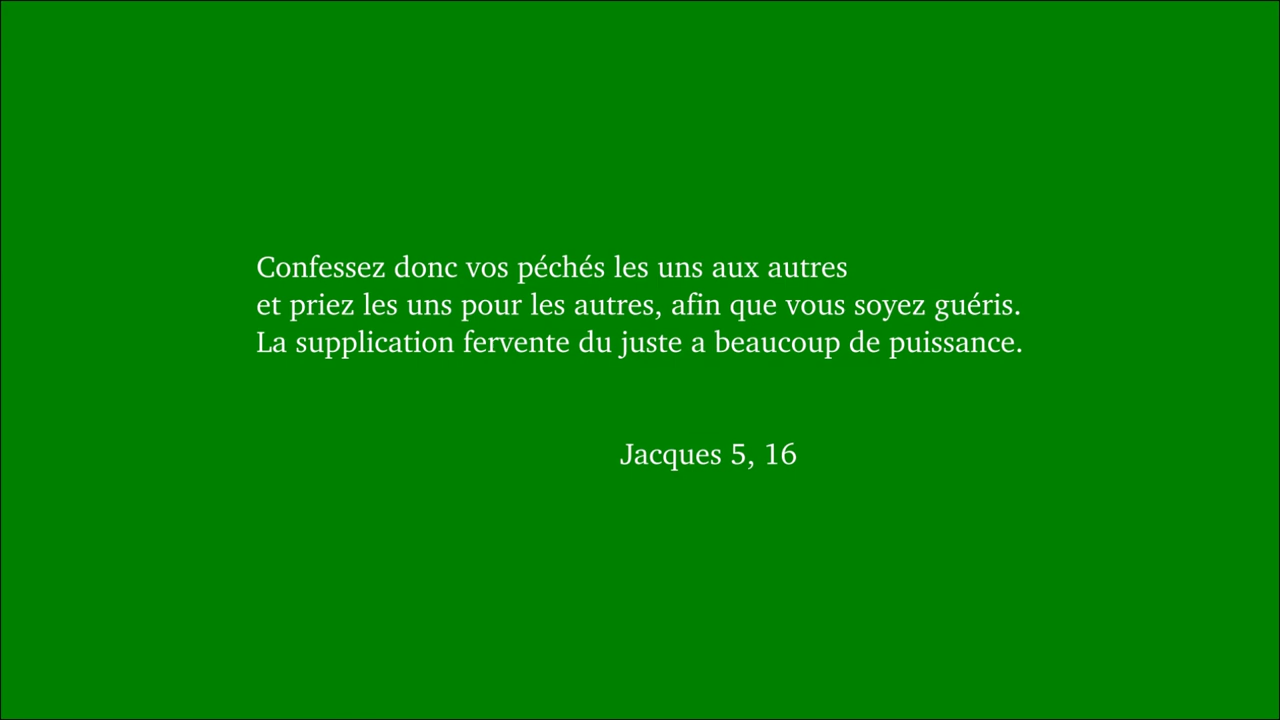 Confessez donc vos péchés les uns aux autres
et priez les uns pour les autres, afin que vous soyez guéris.
La supplication fervente du juste a beaucoup de puissance.
Jacques 5, 16